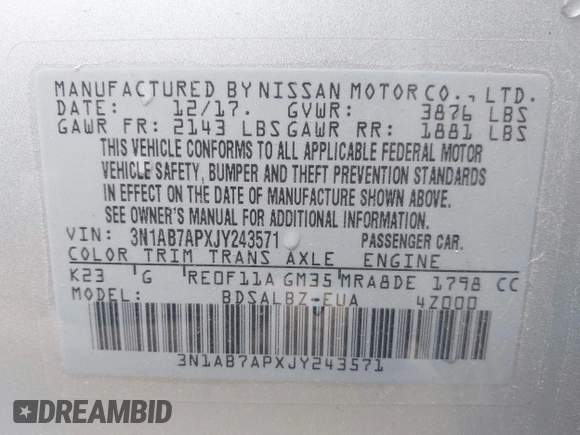 MANUFACTURED BY NISSAN MOTOR CO., LTD.
DATE: 12/17. GVWR: 3876 LBS
GAWR FR: 2143 LBS GAWR RR: 1881 LBS
THIS VEHICLE CONFORMS TO ALL APPLICABLE FEDERAL MOTOR
VEHICLE SAFETY, BUMPER AND THEFT PREVENTION STANDARDS
IN EFFECT ON THE DATE OF MANUFACTURE SHOWN ABOVE.
SEE OWNER'S MANUAL FOR ADDITIONAL INFORMATION.
VIN: 3N1AB7APXJY243571 PASSENGER CAR.
COLOR TRIM TRANS AXLE ENGINE
K23 G RE0F11A GM35 MRA8DE 1798 CC
MODEL: BDSALBZ-EUA 4Z000
3N1AB7APXJY243571
DREAMBID